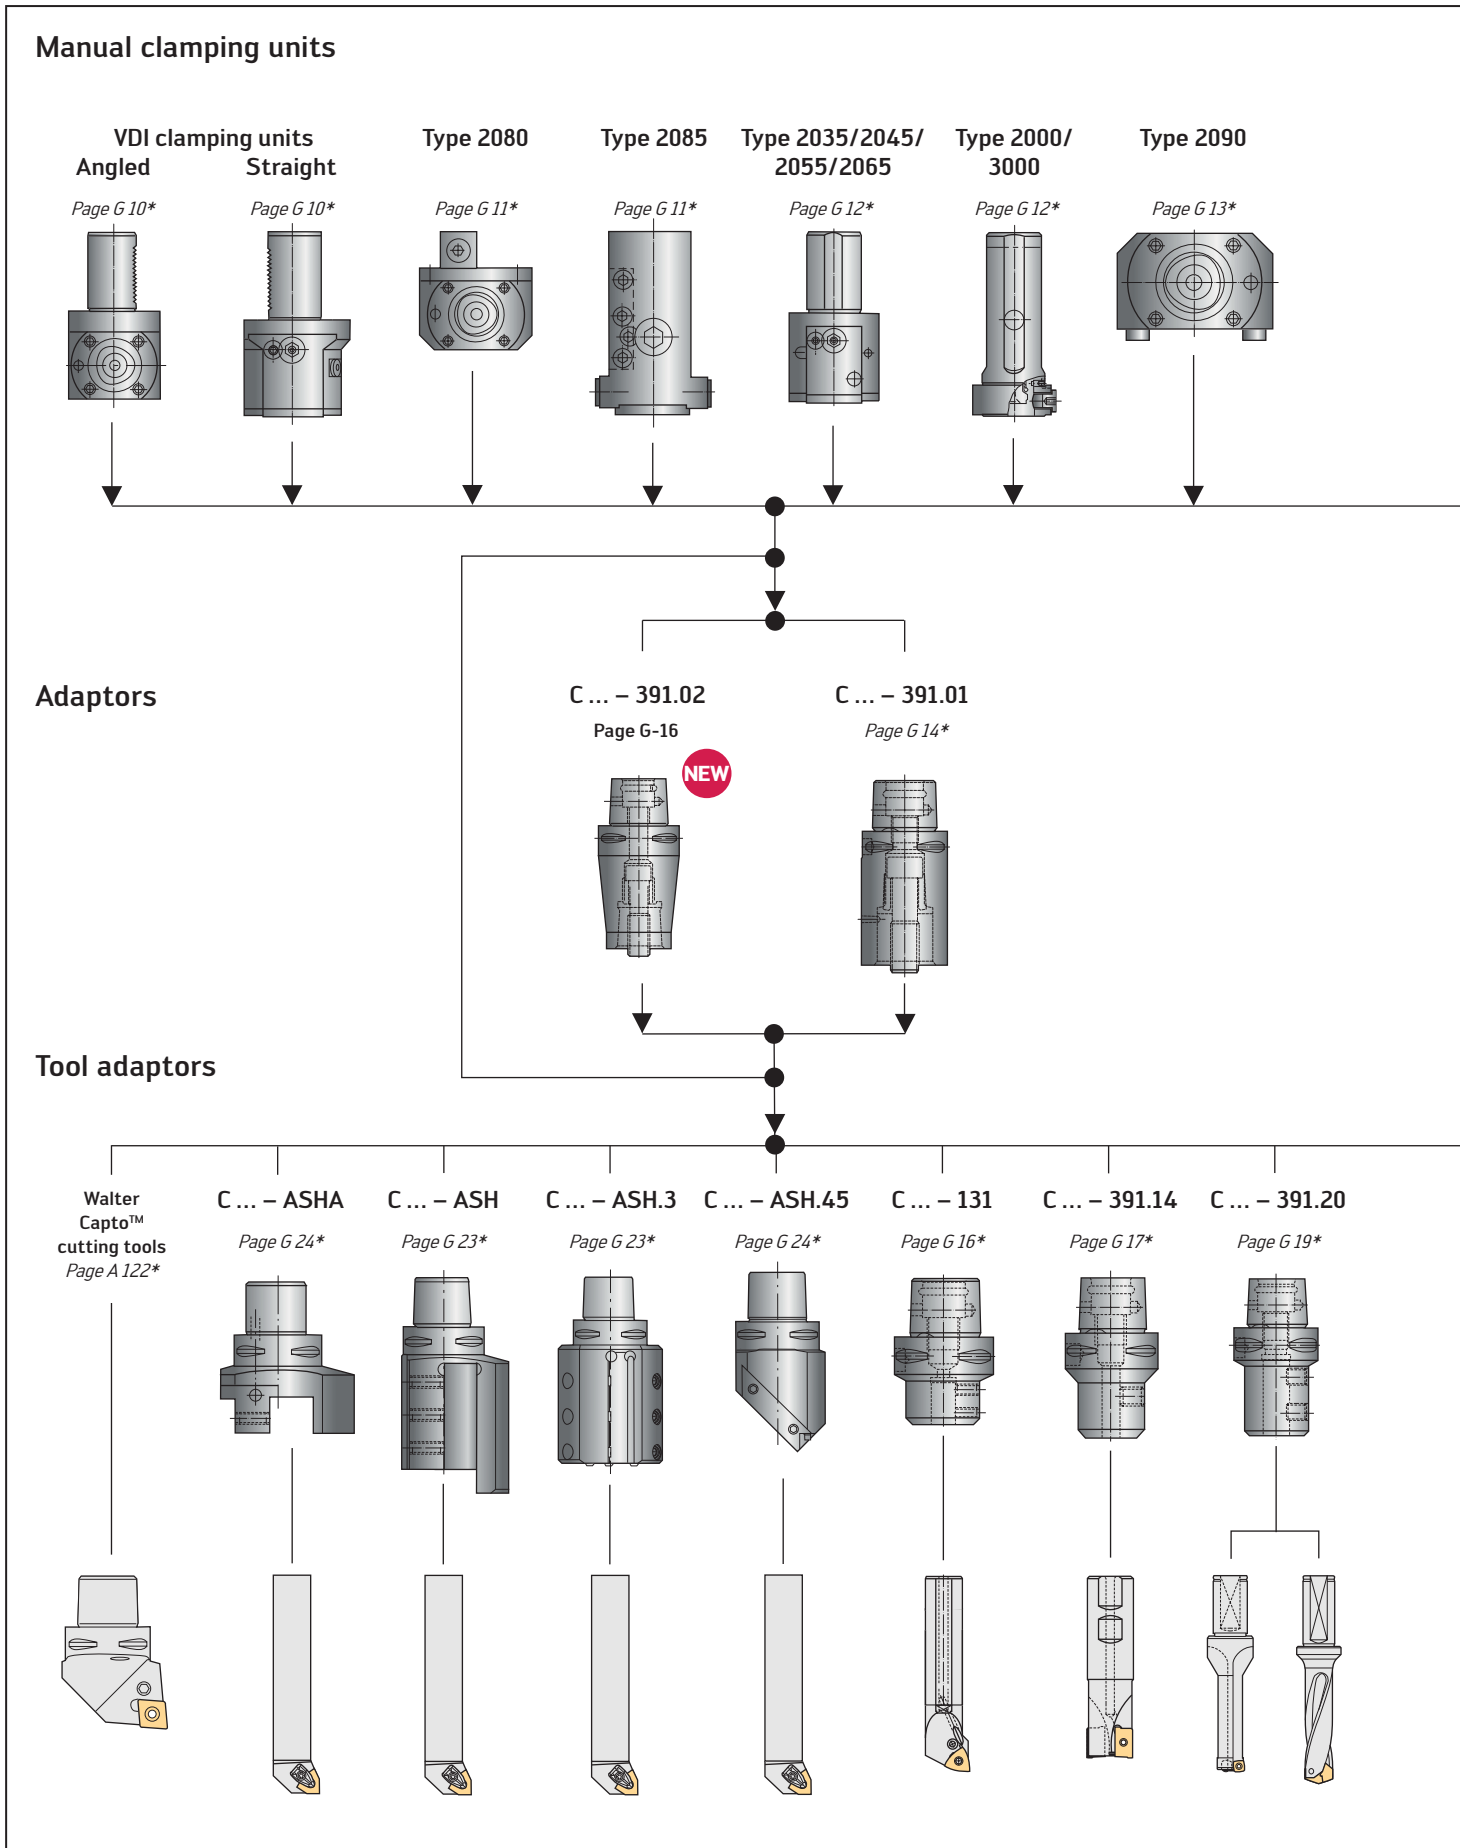 Manual clamping units
VDI clamping units
Angled
Straight
Page G 10*
Page G 10*
Type 2080
Page G 11*
Type 2085
Page G 11*
Type 2035/2045/
2055/2065
Page G 12*
Type 2000/
3000
Page G 12*
Type 2090
Page G 13*
Adaptors
C ... – 391.02
Page G-16
NEW
C ... – 391.01
Page G 14*
Tool adaptors
Walter
Capto™
cutting tools
Page A 122*
C ... – ASHA
Page G 24*
C ... – ASH
Page G 23*
C ... – ASH.3
Page G 23*
C ... – ASH.45
Page G 24*
C ... – 131
Page G 16*
C ... – 391.14
Page G 17*
C ... – 391.20
Page G 19*